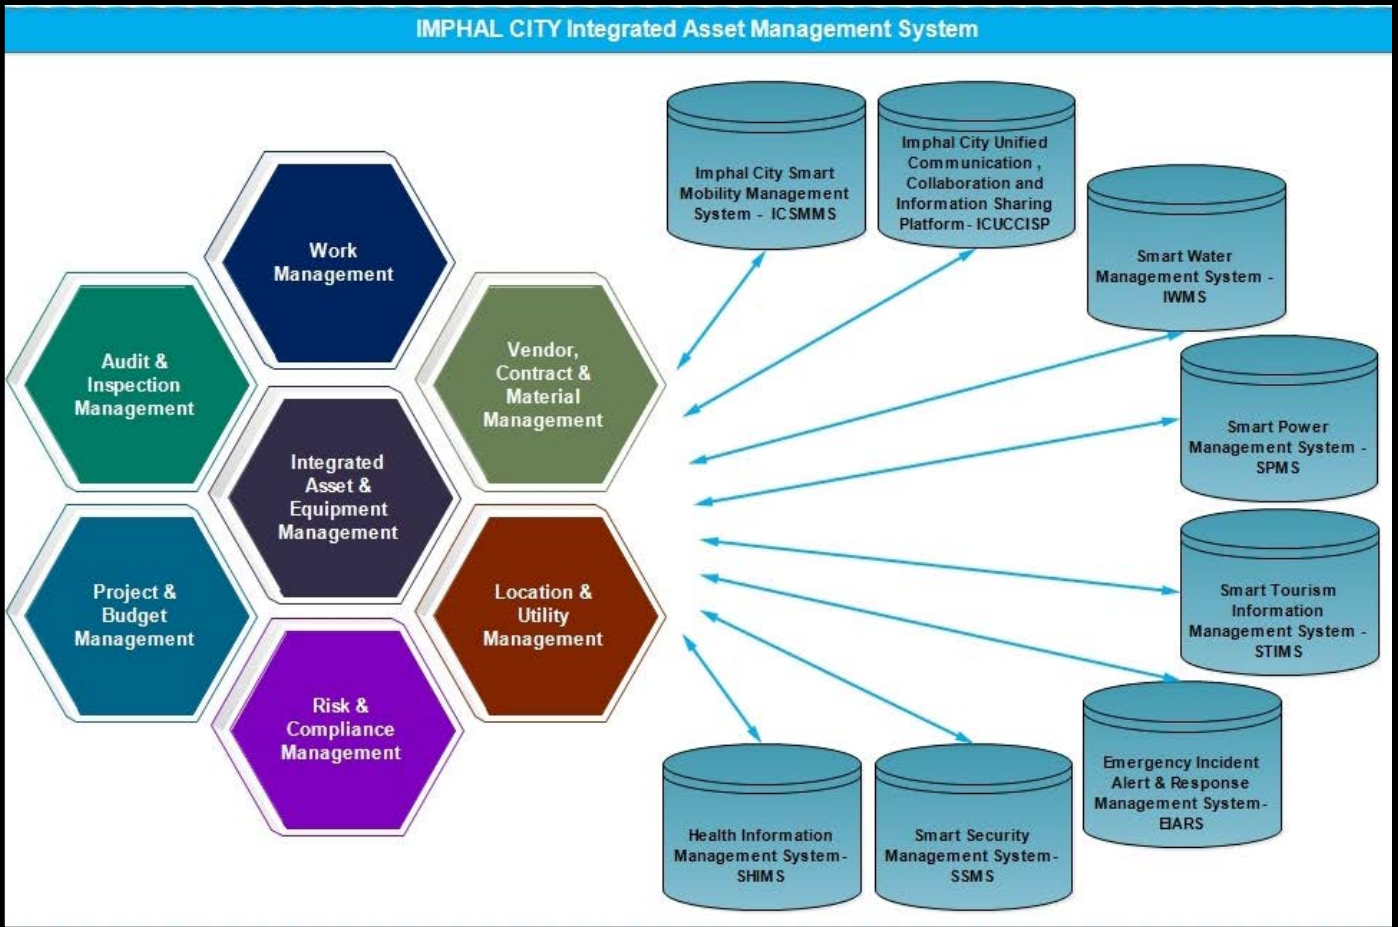 IMPHAL CITY Integrated Asset Management System
Work
Management
Audit &
Inspection
Management
Vendor,
Contract &
Material
Management
Integrated
Asset &
Equipment
Management
Project &
Budget
Management
Location &
Utility
Management
Risk &
Compliance
Management
Imphal City Smart
Mobility Management
System - ICSMMS
Imphal City Unified
Communication ,
Collaboration and
Information Sharing
Platform- ICUCCISP
Smart Water
Management System -
IWMS
Smart Power
Management System -
SPMS
Smart Tourism
Information
Management System -
STIMS
Emergency Incident
Alert & Response
Management System-
EIARS
Smart Security
Management System-
SSMS
Health Information
Management System-
SHIMS